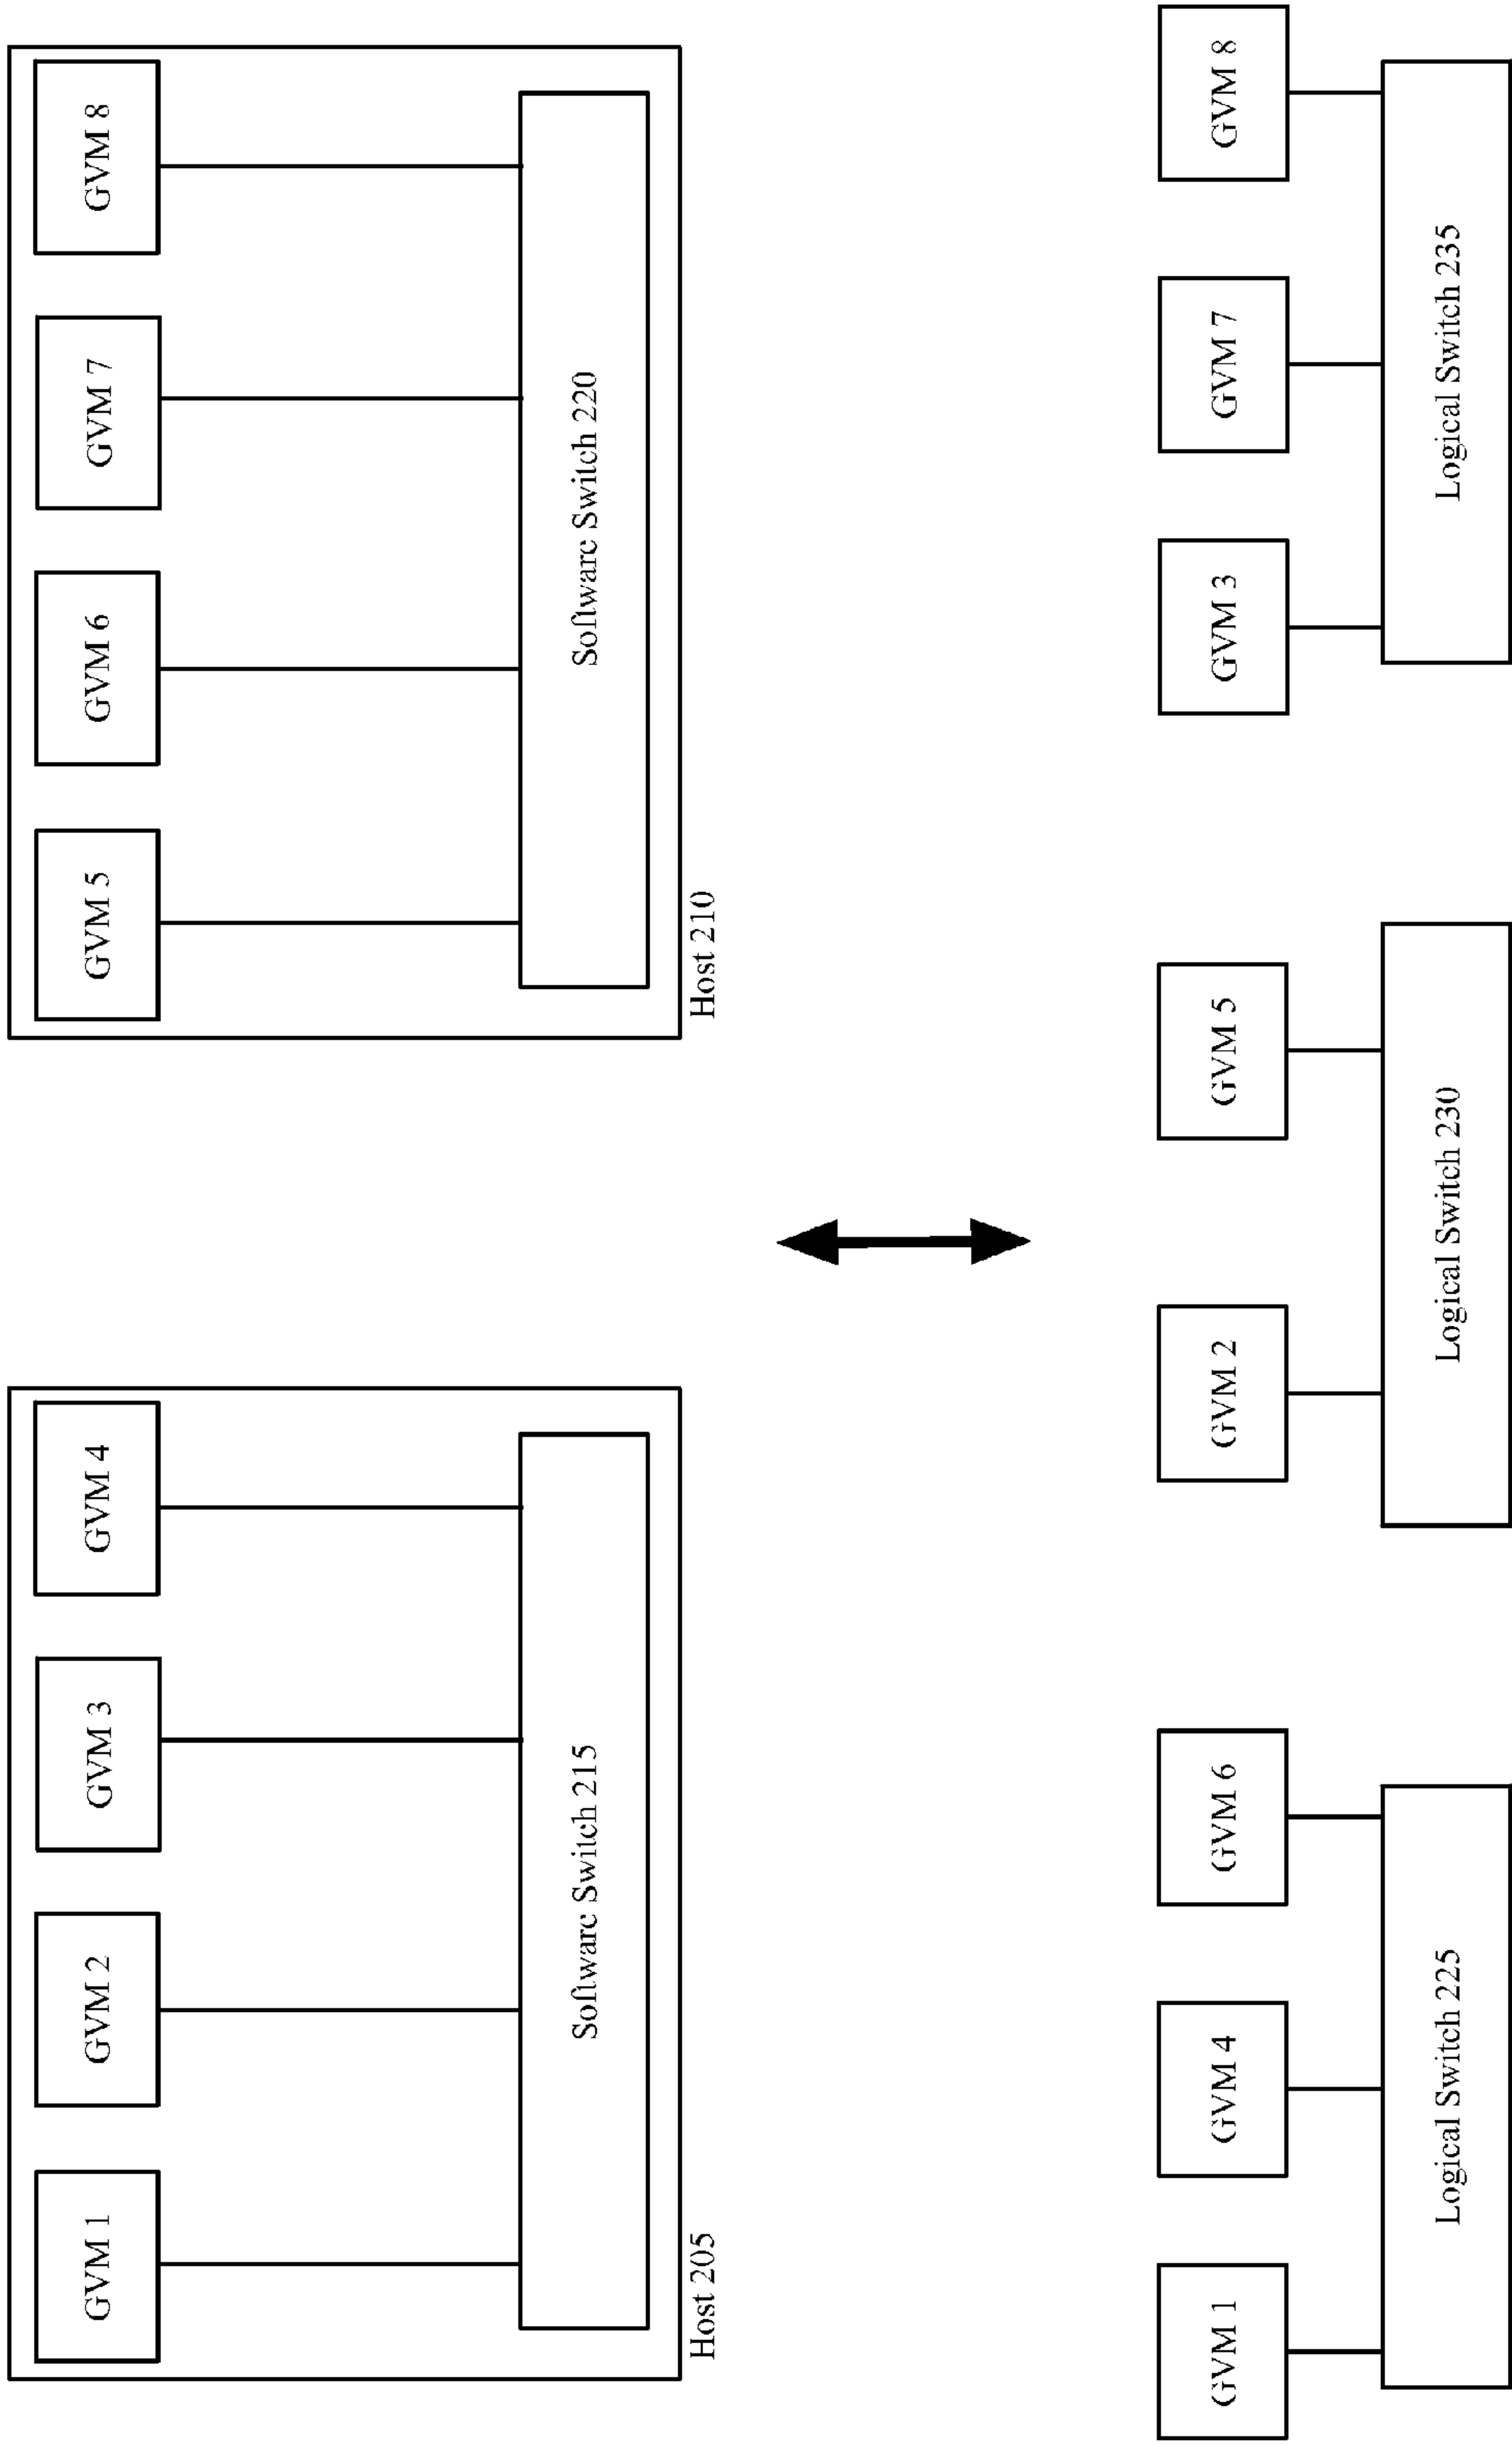 GVM 1
GVM 2
GVM 3
GVM 4
Software Switch 215
Host 205
GVM 5
GVM 6
GVM 7
GVM 8
Software Switch 220
Host 210
GVM 1
GVM 4
GVM 6
Logical Switch 225
GVM 2
GVM 5
Logical Switch 230
GVM 3
GVM 7
GVM 8
Logical Switch 235